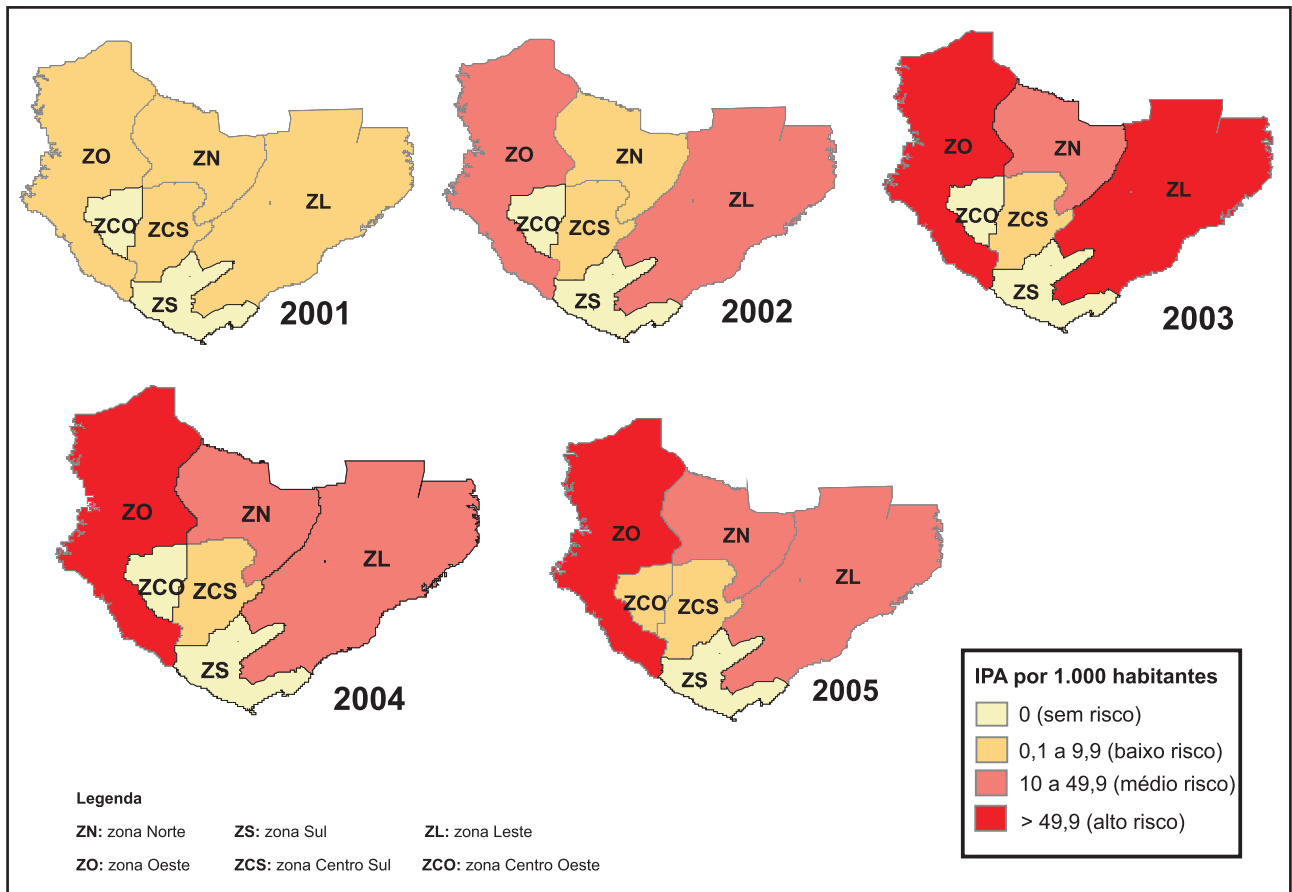 ZO
ZN
ZL
ZCO
ZCS
ZS
2001
ZO
ZN
ZL
ZCO
ZCS
ZS
2002
ZO
ZN
ZL
ZCO
ZCS
ZS
2003
ZO
ZN
ZL
ZCO
ZCS
ZS
2004
ZO
ZN
ZL
ZCO
ZCS
ZS
2005
IPA por 1.000 habitantes
0 (sem risco)
0,1 a 9,9 (baixo risco)
10 a 49,9 (médio risco)
> 49,9 (alto risco)
Legenda
ZN: zona Norte ZS: zona Sul ZL: zona Leste
ZO: zona Oeste ZCS: zona Centro Sul ZCO: zona Centro Oeste